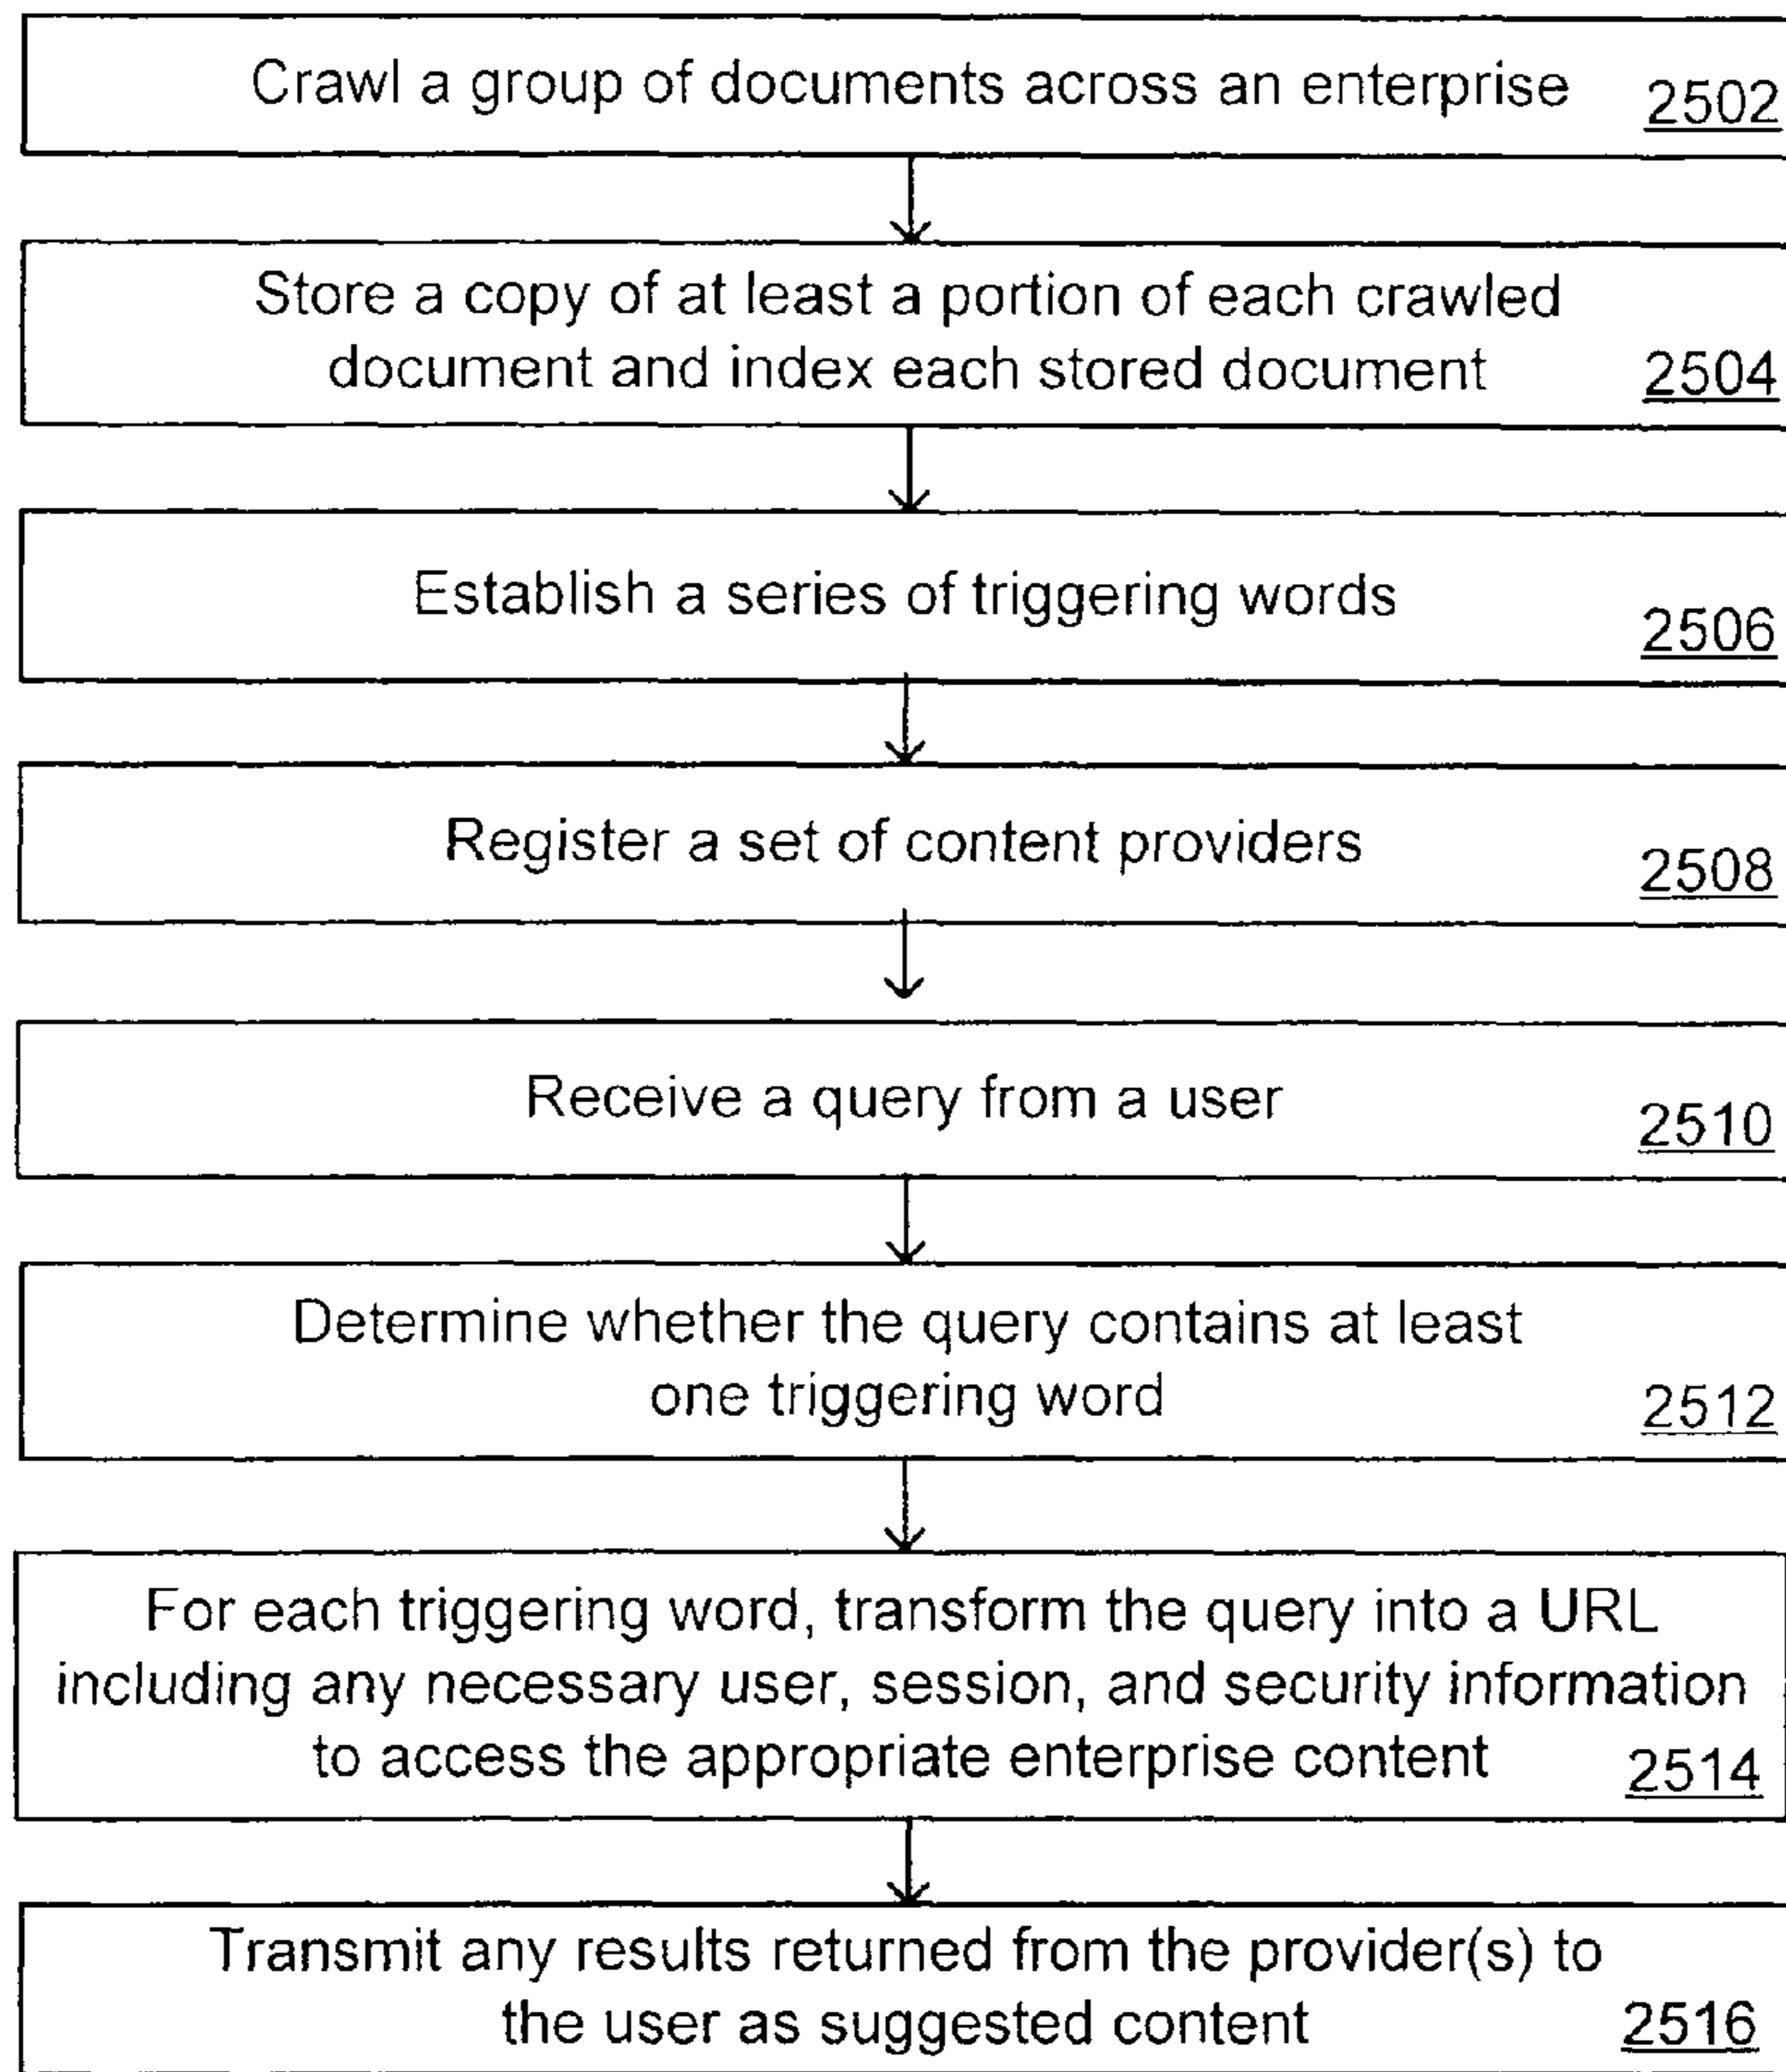 Crawl a group of documents across an enterprise 2502
Store a copy of at least a portion of each crawled
document and index each stored document 2504
Establish a series of triggering words
2506
Register a set of content providers
2508
Receive a query from a user
2510
Determine whether the query contains at least
one triggering word 2512
For each triggering word, transform the query into a URL
including any necessary user, session, and security information
to access the appropriate enterprise content 2514
Transmit any results returned from the provider(s) to
the user as suggested content 2516